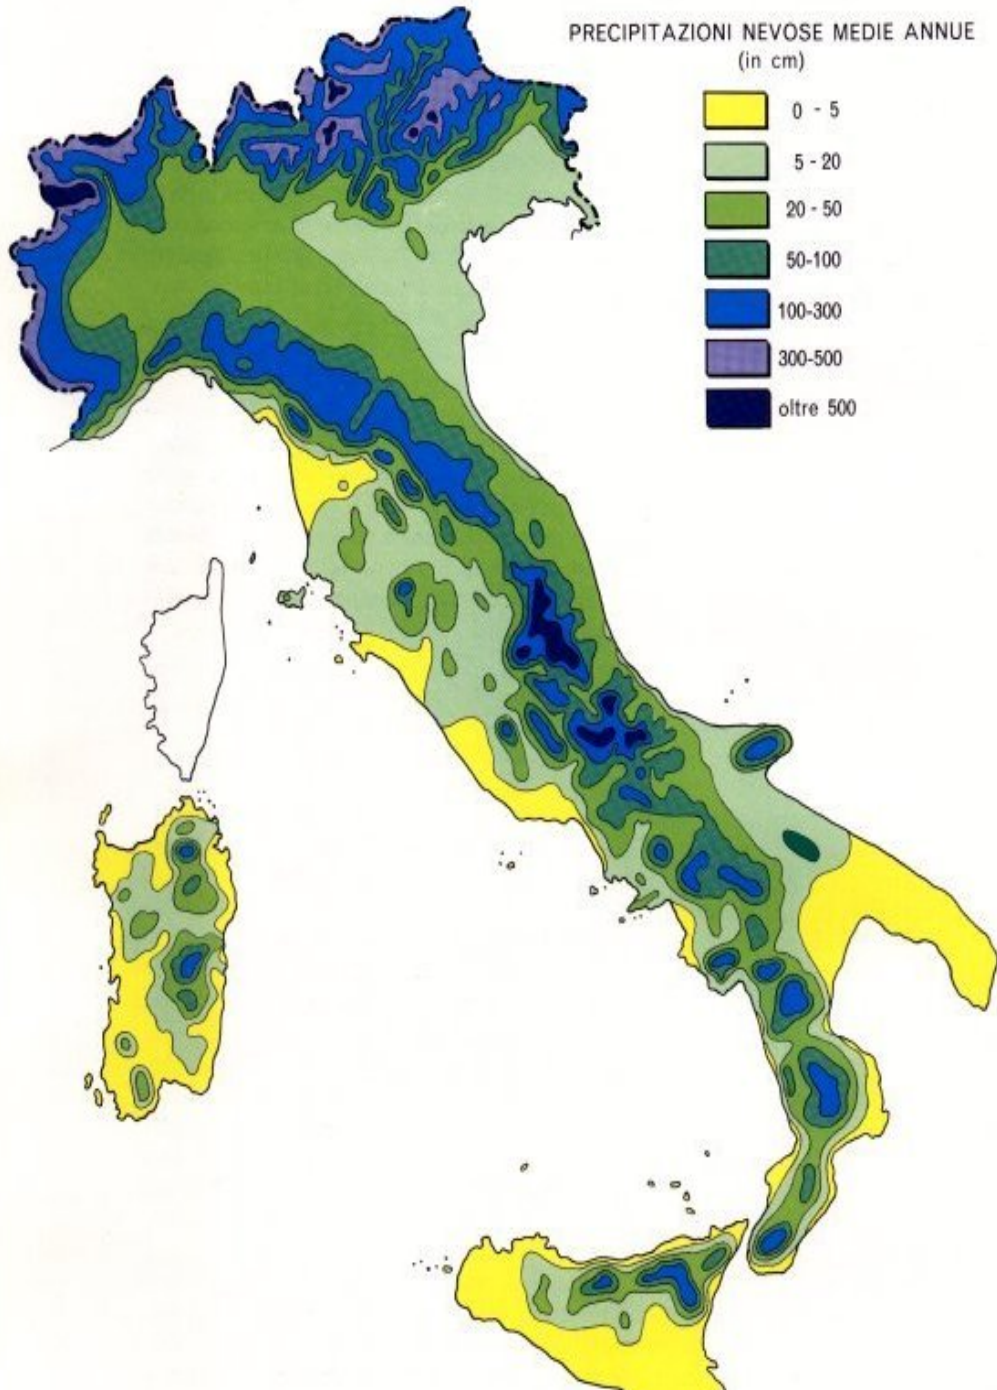 PRECIPITAZIONI NEVOSE MEDIE ANNUE
(in cm)
0 - 5
5 - 20
20 - 50
50-100
100-300
300-500
oltre 500